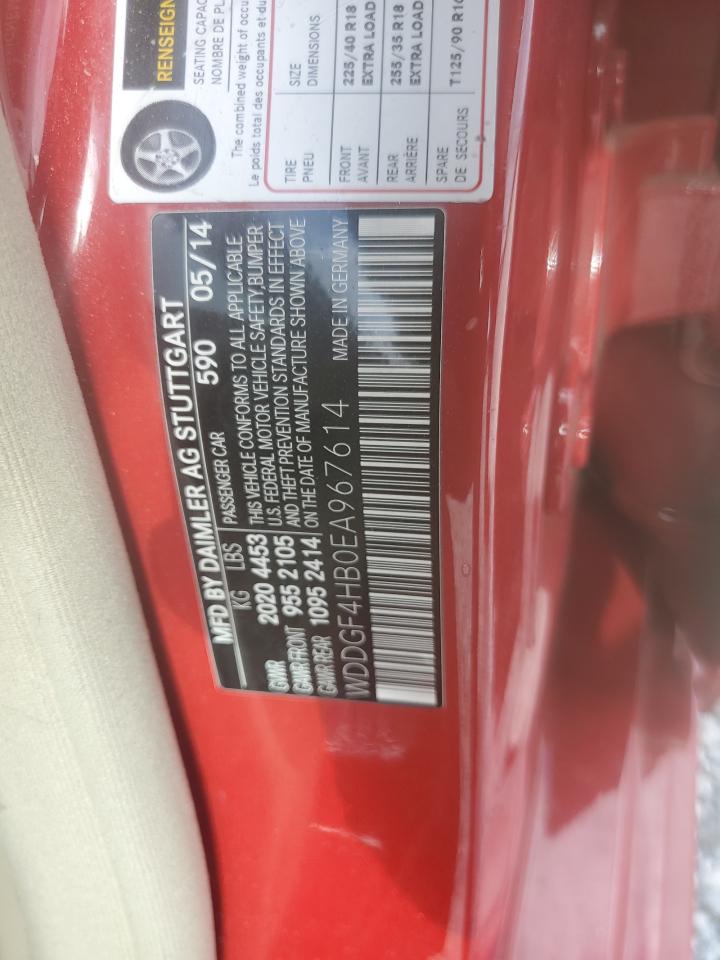 RENSEIGN
SEATING CAPAC
NOMBRE DE PL
The combined weight of occu
Le poids total des occupants et du
TIRE SIZE
PNEU DIMENSIONS
FRONT 225/40 R18
AVANT EXTRA LOAD
REAR 255/35 R18
ARRIÈRE EXTRA LOAD
SPARE T125/90 R16
DE SECOURS
MFD BY DAIMLER AG STUTTGART
590 05/14
KG LBS PASSENGER CAR
GVWR 2020 4453
GAWR FRONT 955 2105
GAWR REAR 1095 2414
THIS VEHICLE CONFORMS TO ALL APPLICABLE
U.S. FEDERAL MOTOR VEHICLE SAFETY, BUMPER
AND THEFT PREVENTION STANDARDS IN EFFECT
ON THE DATE OF MANUFACTURE SHOWN ABOVE
WDDGF4HB0EA967614 MADE IN GERMANY